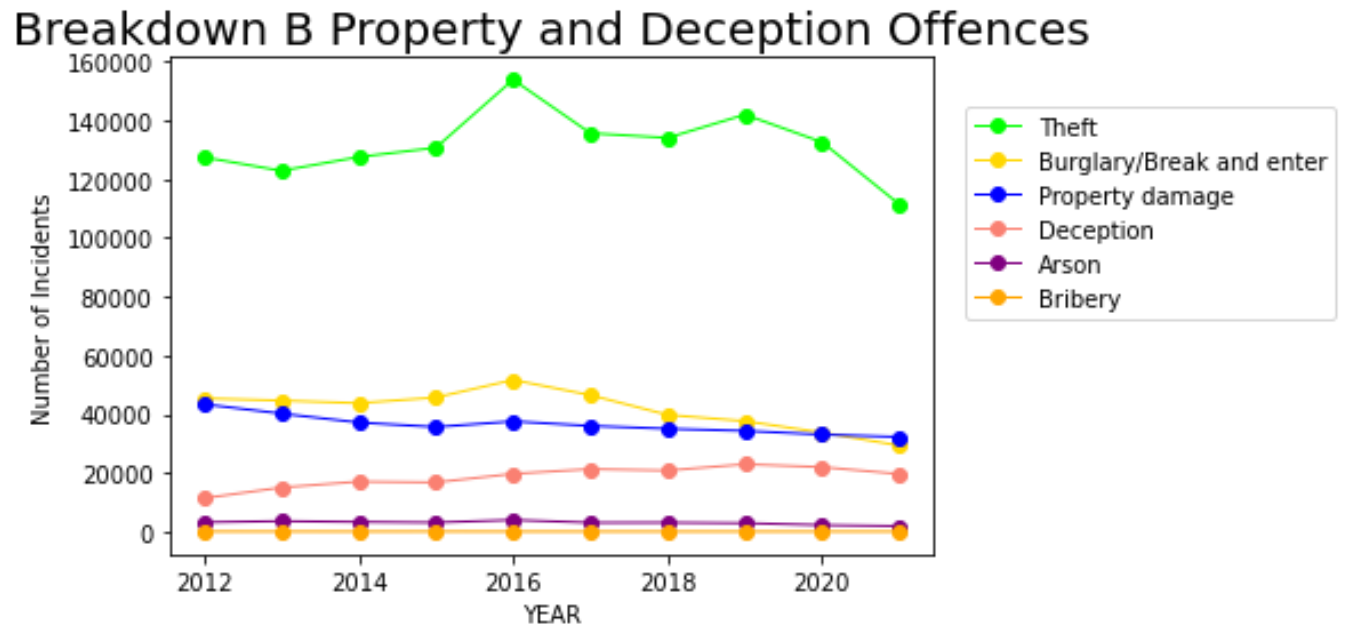 Breakdown B Property and Deception Offences
160000
140000
120000
100000
80000
60000
40000
20000
0
Number of Incidents
2012
2014
2016
2018
2020
YEAR
Theft
Burglary/Break and enter
Property damage
Deception
Arson
Bribery